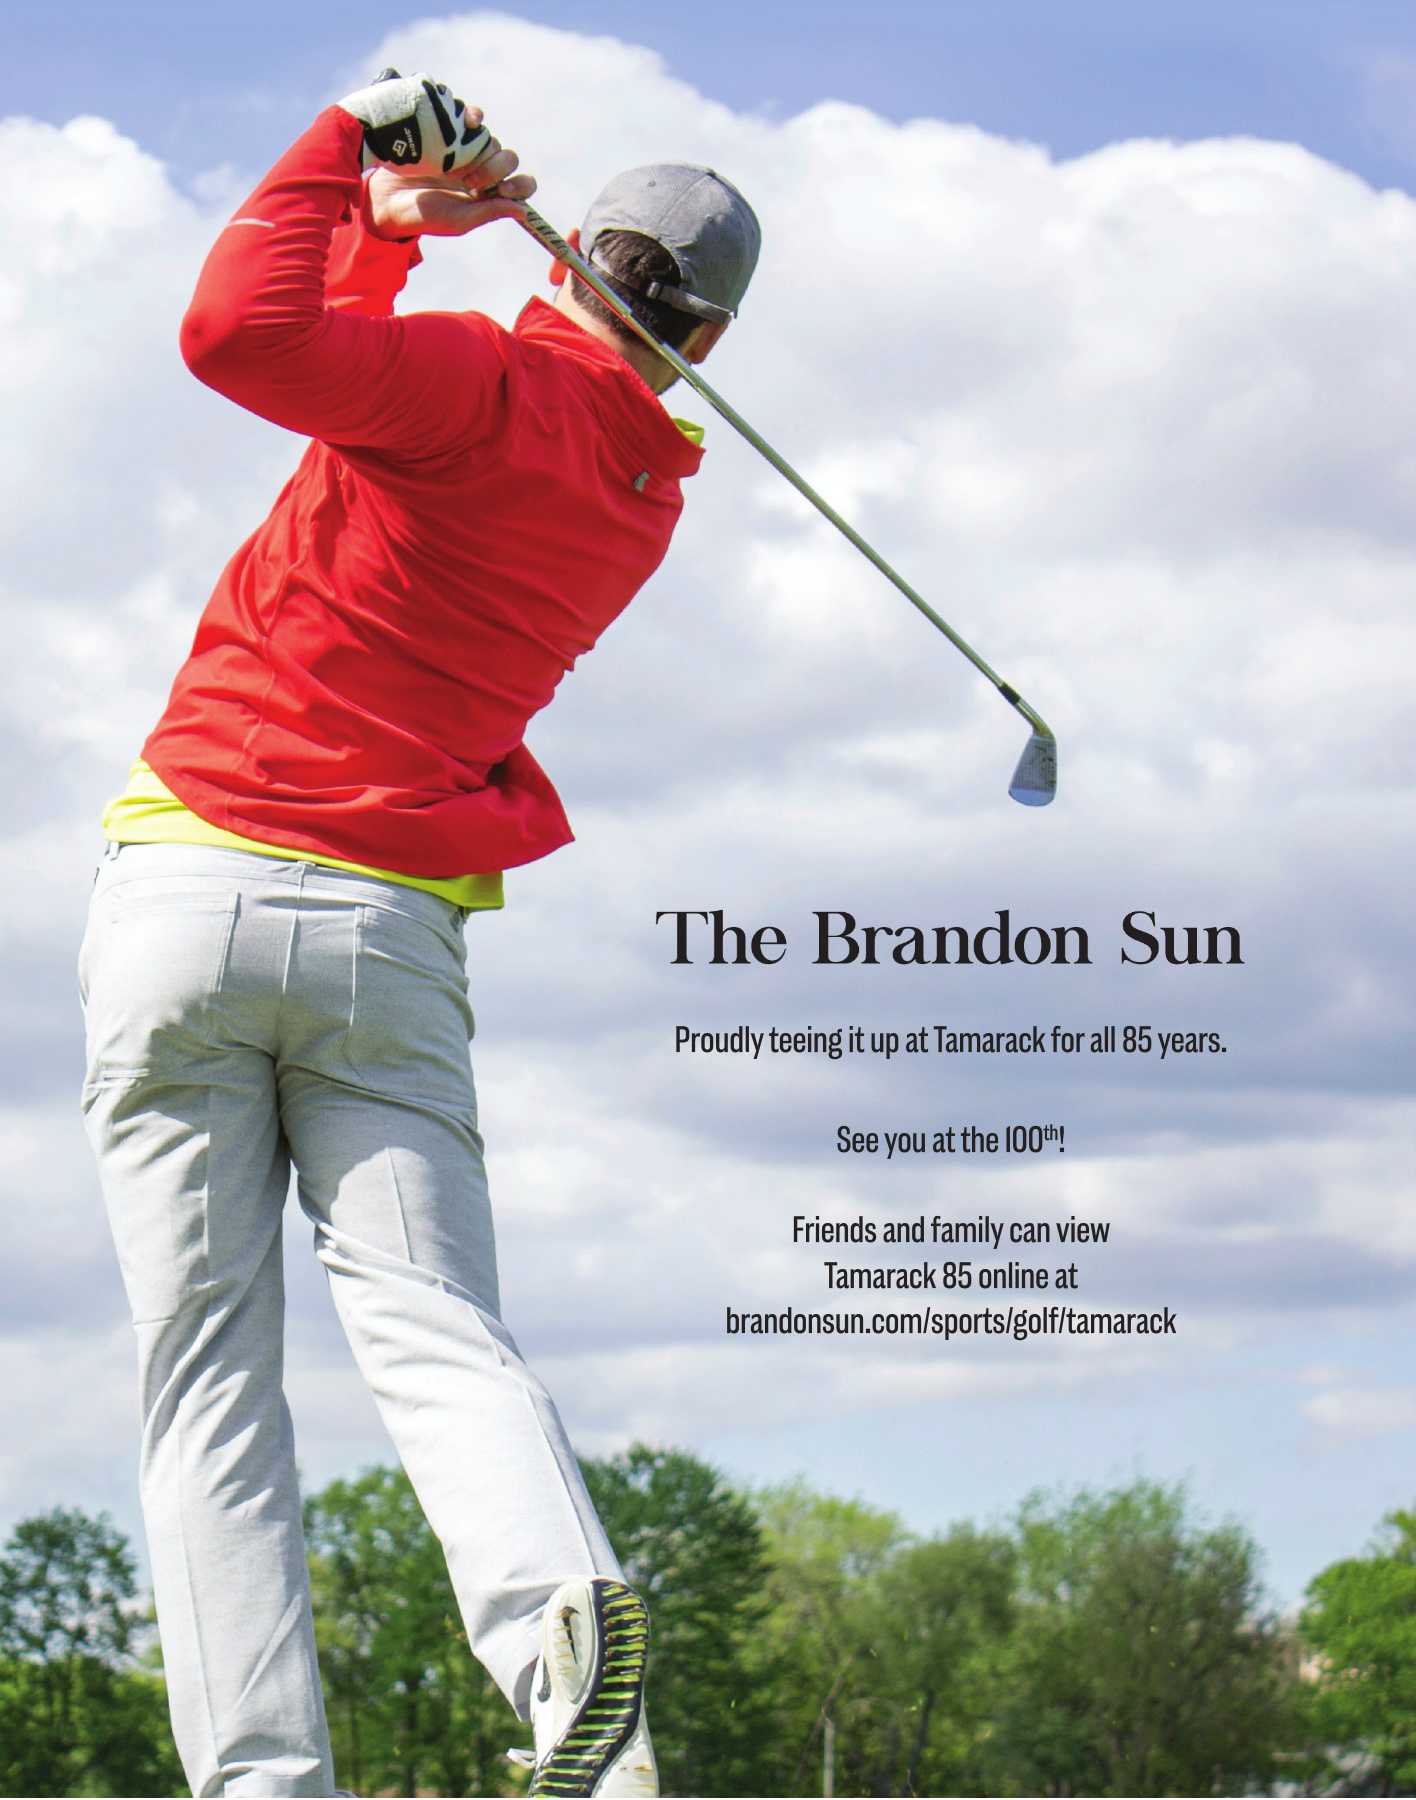 BIONIC
The Brandon Sun
Proudly teeing it up at Tamarack for all 85 years.
See you at the 100th!
Friends and family can view
Tamarack 85 online at
brandonsun.com/sports/golf/tamarack